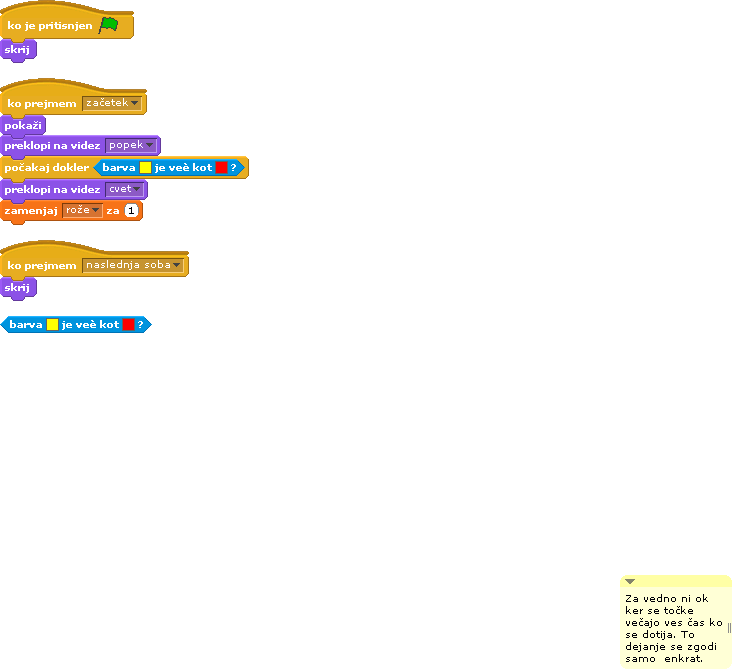 ko je pritisnjen
skrij
ko prejmem začetek
pokaži
preklopi na videz popek
počakaj dokler barva je veè kot ?
preklopi na videz cvet
zamenjaj rože za 1
ko prejmem naslednja soba
skrij
barva je veè kot ?
Za vedno ni ok
ker se točke
večajo ves čas ko
se dotija. To
dejanje se zgodi
samo enkrat.